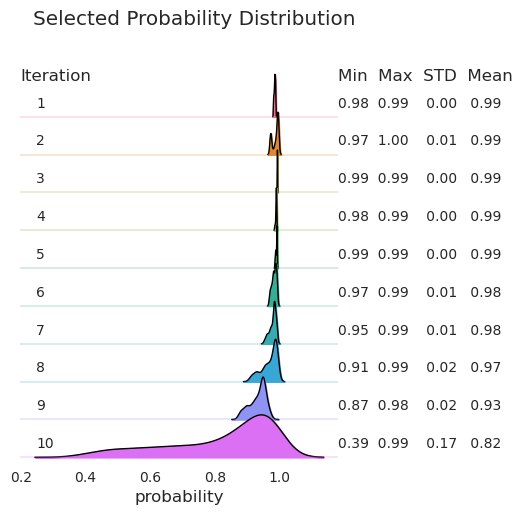 Selected Probability Distribution
Iteration Min Max STD Mean
1 0.98 0.99 0.00 0.99
2 0.97 1.00 0.01 0.99
3 0.99 0.99 0.00 0.99
4 0.98 0.99 0.00 0.99
5 0.99 0.99 0.00 0.99
6 0.97 0.99 0.01 0.98
7 0.95 0.99 0.01 0.98
8 0.91 0.99 0.02 0.97
9 0.87 0.98 0.02 0.93
10 0.39 0.99 0.17 0.82
0.2 0.4 0.6 0.8 1.0
probability